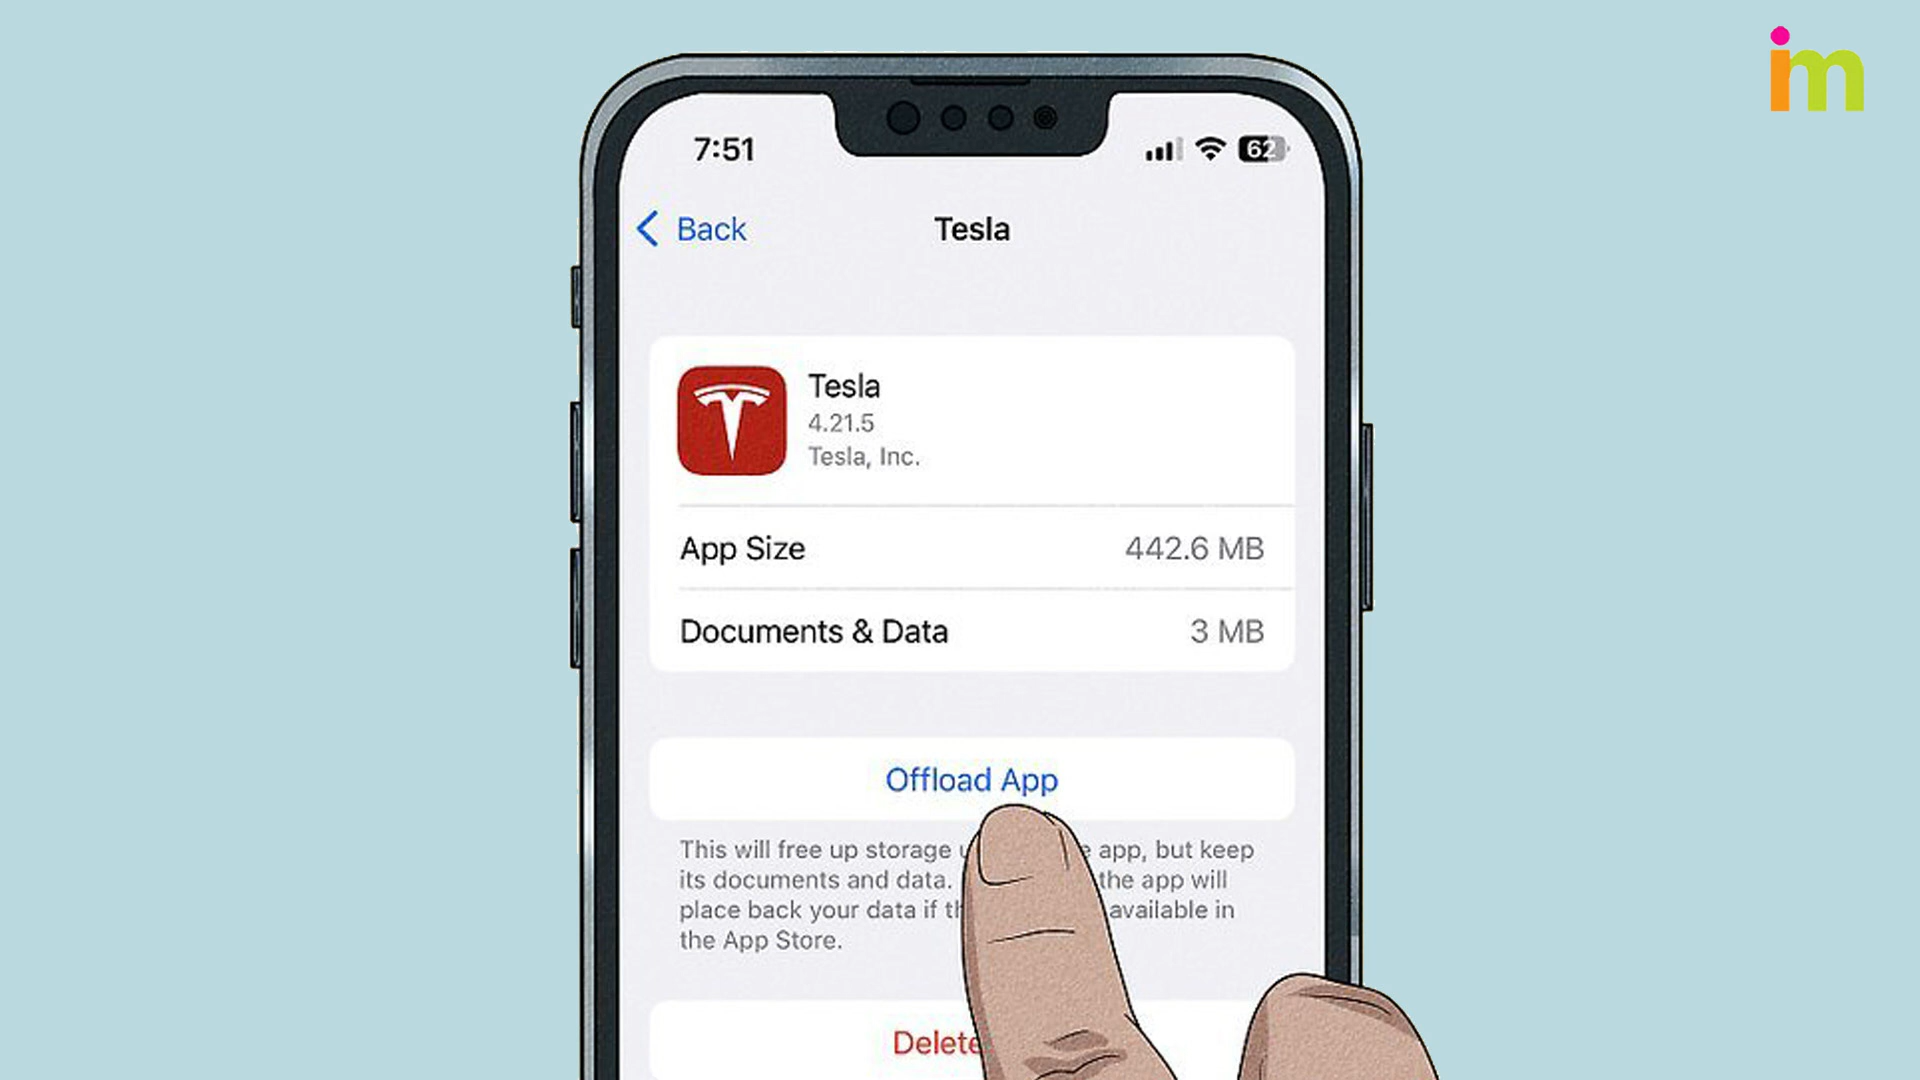 im
7:51
62
Back
Tesla
Tesla
4.21.5
Tesla, Inc.
App Size 442.6 MB
Documents & Data 3 MB
Offload App
This will free up storage app, but keep
its documents and data. the app will
place back your data if available in
the App Store.
Delete